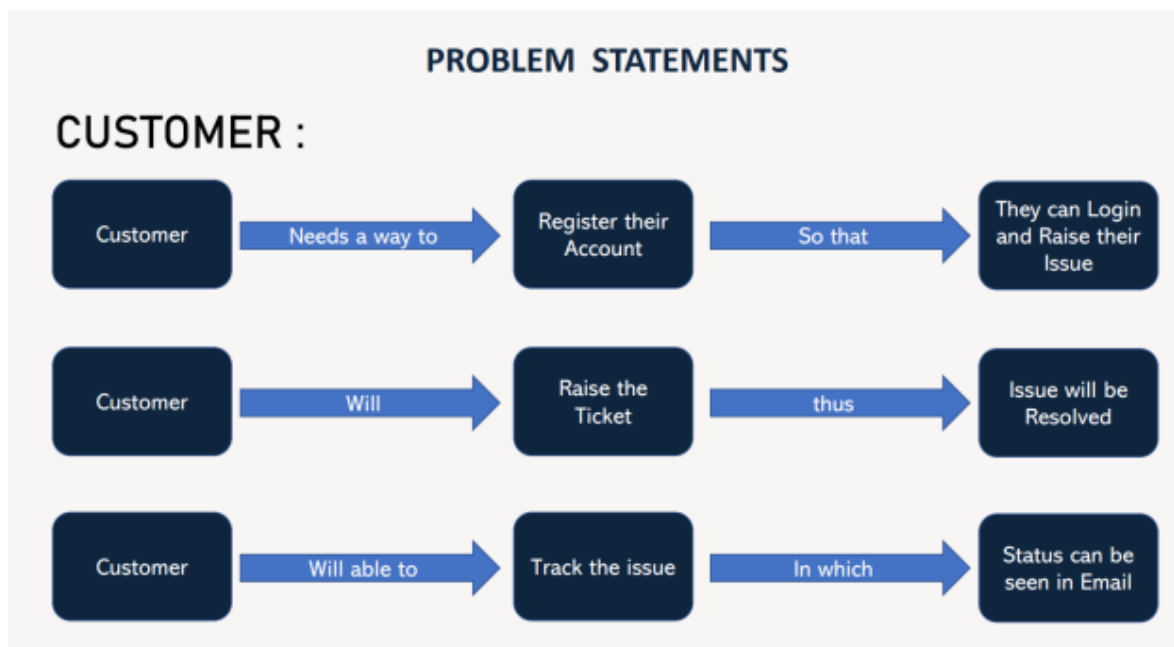 PROBLEM STATEMENTS
CUSTOMER :
Customer
Needs a way to
Register their
Account
So that
They can Login
and Raise their
Issue
Customer
Will
Raise the
Ticket
thus
Issue will be
Resolved
Customer
Will able to
Track the issue
In which
Status can be
seen in Email